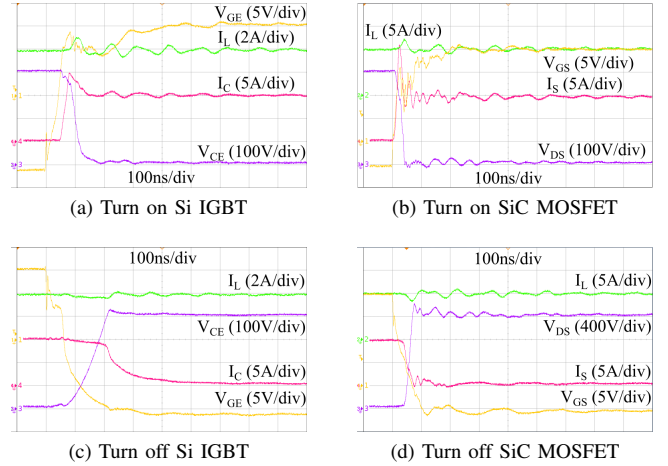 V_GE (5V/div)
I_L (2A/div)
I_C (5A/div)
V_CE (100V/div)
100ns/div
(a) Turn on Si IGBT
I_L (5A/div)
V_GS (5V/div)
I_S (5A/div)
V_DS (100V/div)
100ns/div
(b) Turn on SiC MOSFET
100ns/div
I_L (2A/div)
V_CE (100V/div)
I_C (5A/div)
V_GE (5V/div)
(c) Turn off Si IGBT
100ns/div
I_L (5A/div)
V_DS (400V/div)
I_S (5A/div)
V_GS (5V/div)
(d) Turn off SiC MOSFET